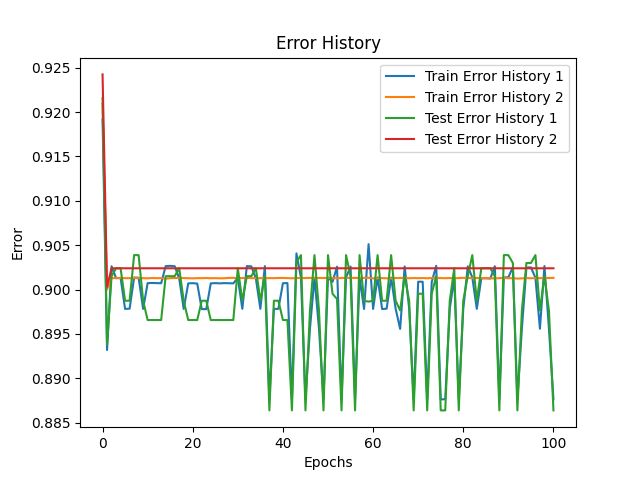 Error History
Train Error History 1
Train Error History 2
Test Error History 1
Test Error History 2
0.925
0.920
0.915
0.910
0.905
0.900
0.895
0.890
0.885
Error
0
20
40
60
80
100
Epochs